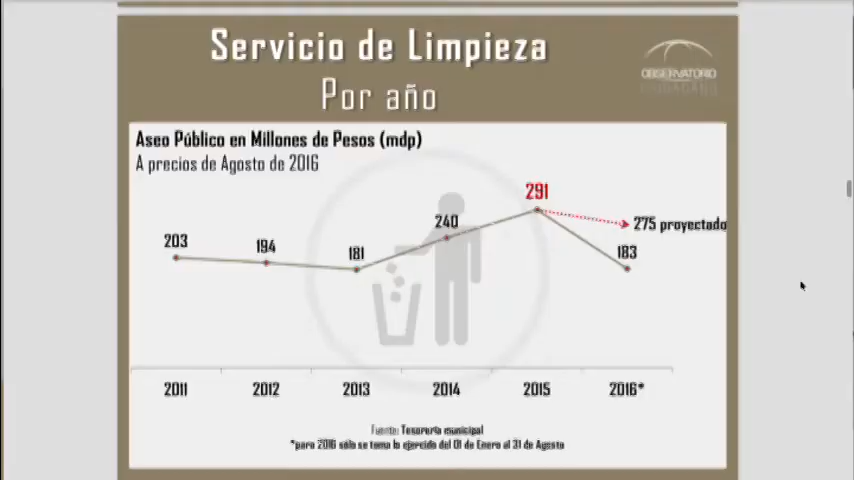 Servicio de Limpieza
Por año
OBSERVATORIO
CIUDADANO
Aseo Público en Millones de Pesos (mdp)
A precios de Agosto de 2016
291
240
275 proyectado
203
194
181
183
2011 2012 2013 2014 2015 2016*
Fuente: Tesorería municipal
*para 2016 sólo se toma lo ejercido del 01 de Enero al 31 de Agosto